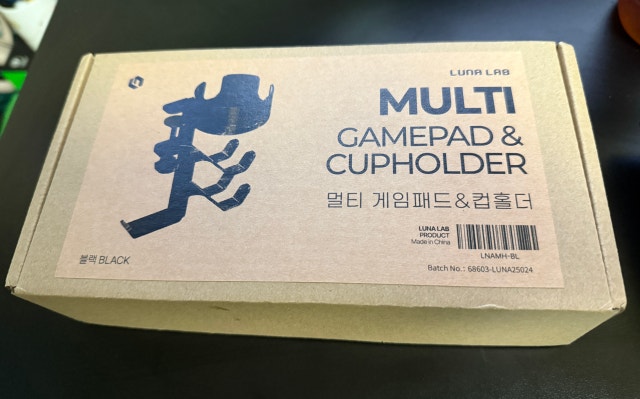 LUNA LAB
MULTI
GAMEPAD &
CUPHOLDER
멀티 게임패드&컵홀더
LUNA LAB
PRODUCT
Made in China
LNAMH-BL
Batch No.: 68603-LUNA25024
블랙 BLACK